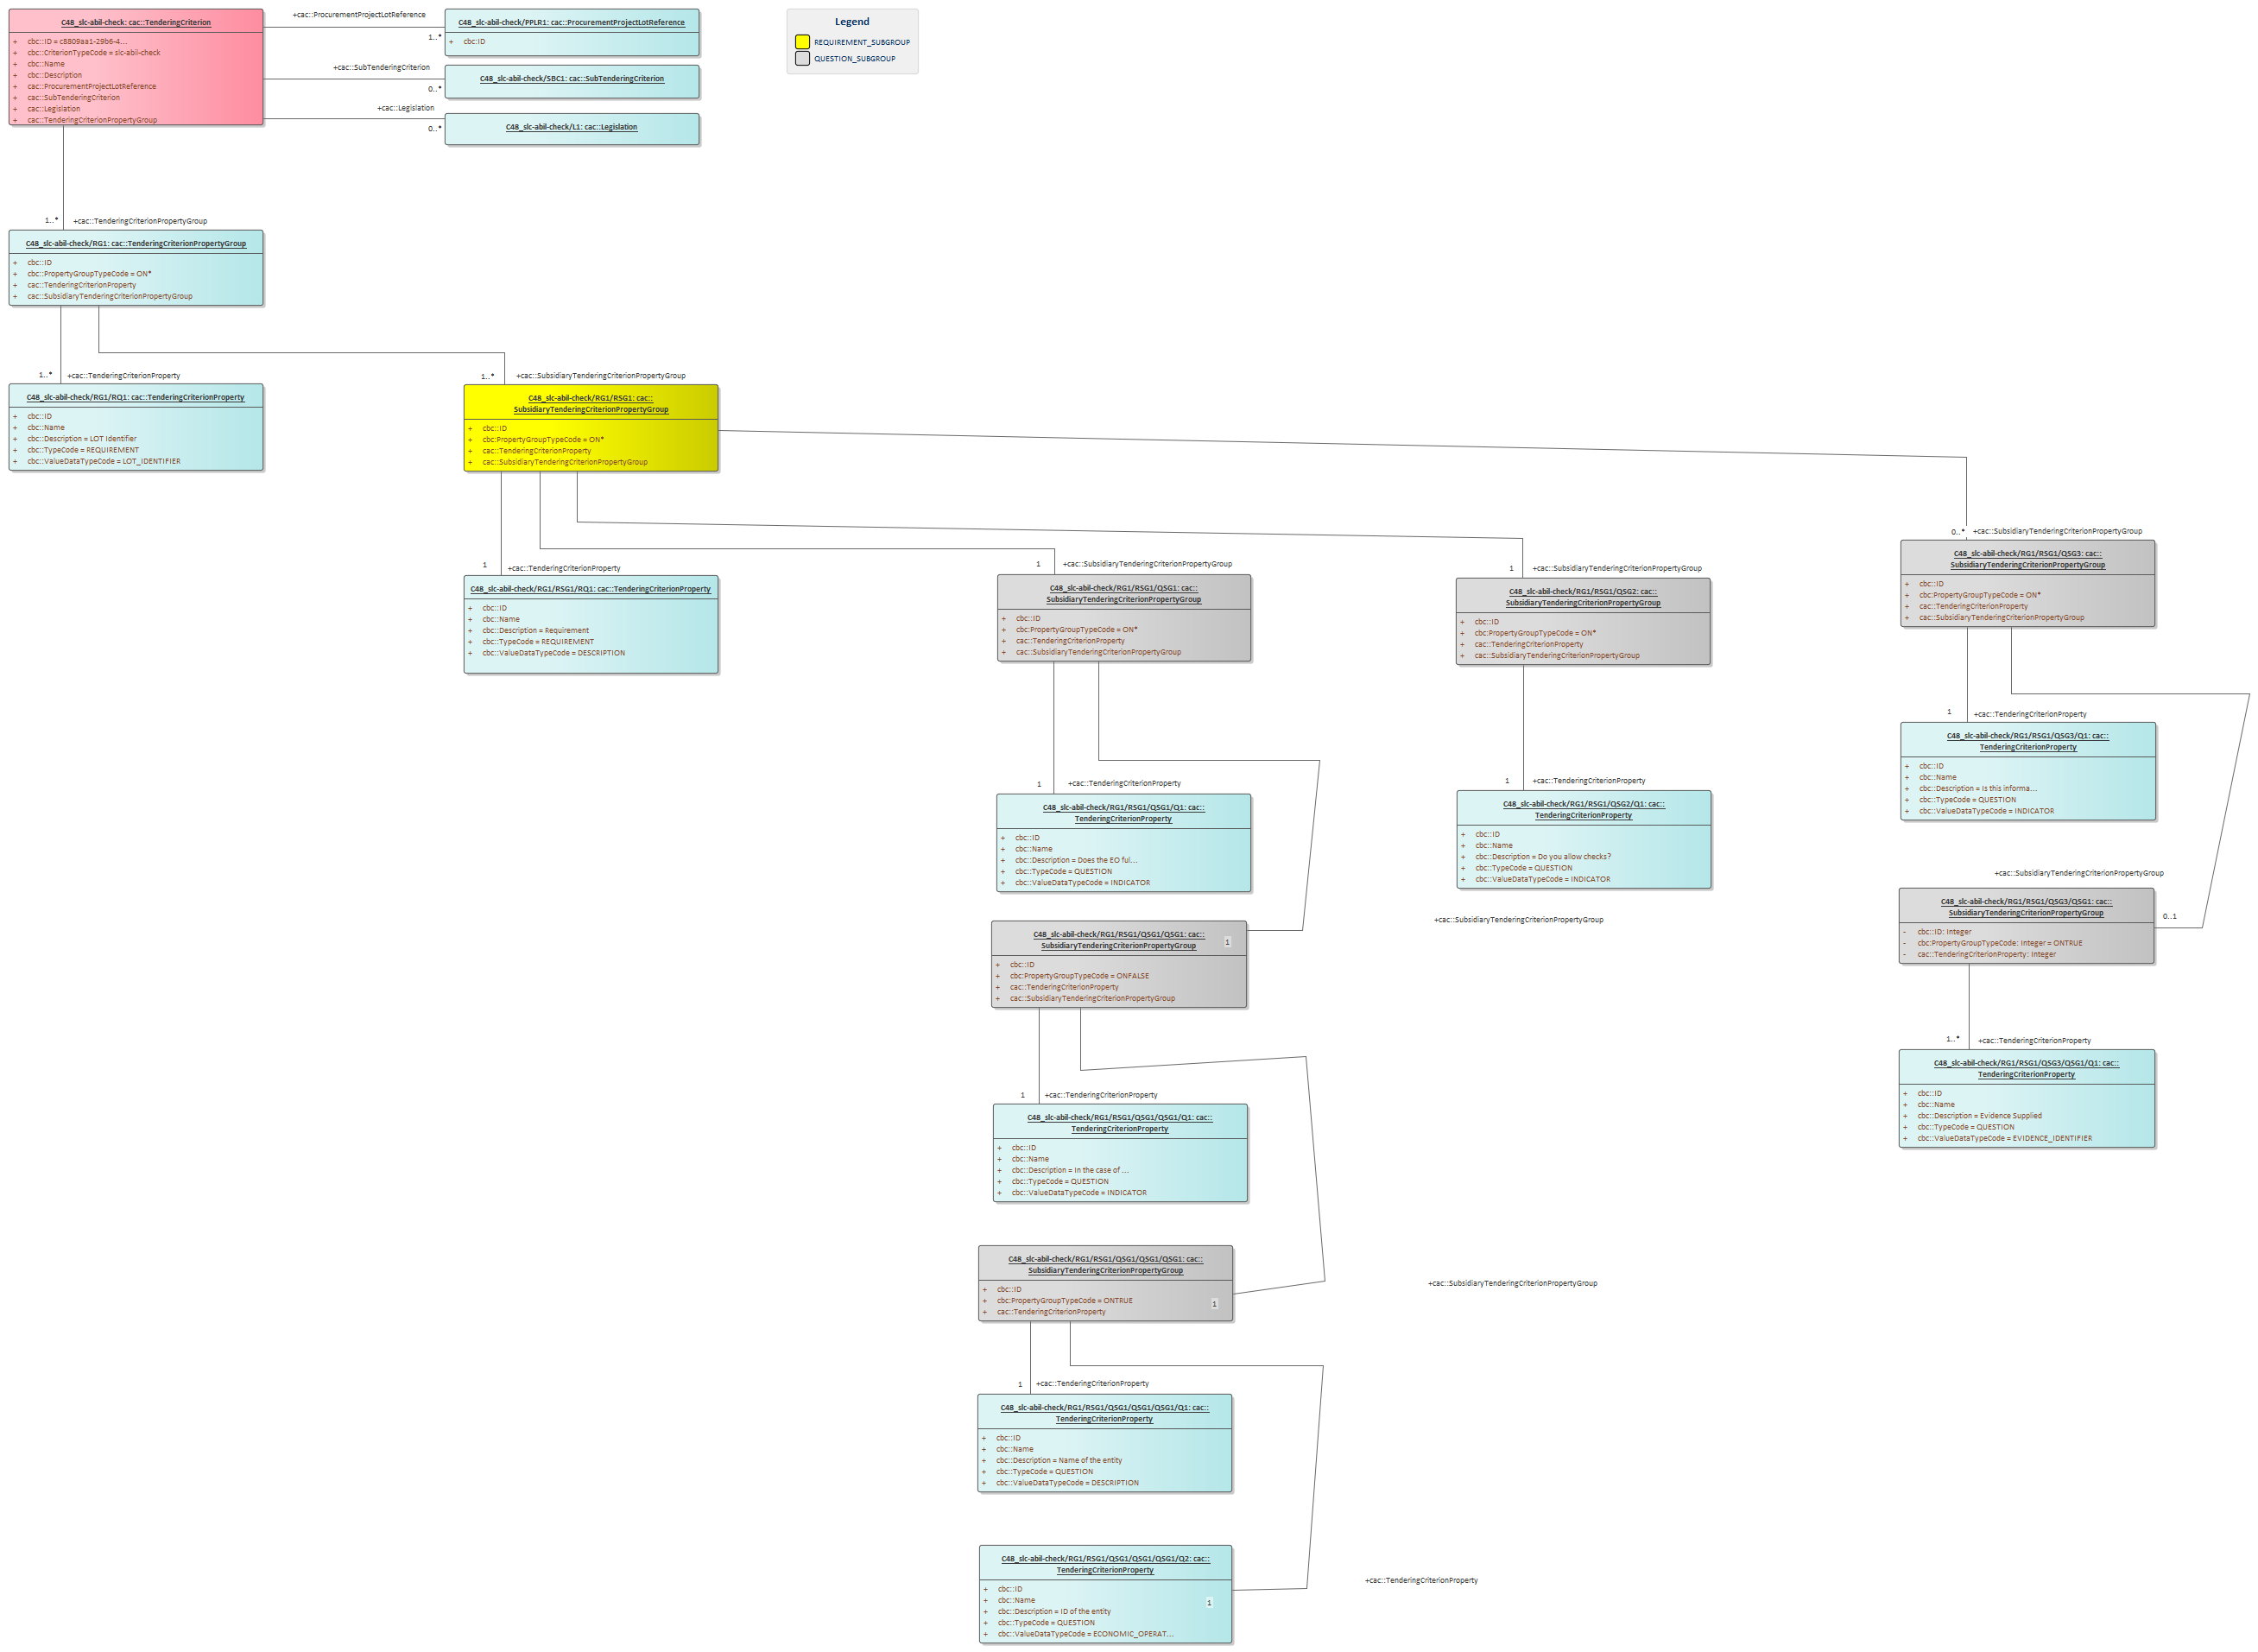 C48_slc-abil-check: cac::TenderingCriterion
+ cbc::ID = c8809aa1-29b6-4...
+ cbc::CriterionTypeCode = slc-abil-check
+ cbc::Name
+ cbc::Description
+ cac::ProcurementProjectLotReference
+ cac::SubTenderingCriterion
+ cac::Legislation
+ cac::TenderingCriterionPropertyGroup
+cac::ProcurementProjectLotReference
1..*
C48_slc-abil-check/PPLR1: cac::ProcurementProjectLotReference
+ cbc:ID
+cac::SubTenderingCriterion
0..*
C48_slc-abil-check/SBC1: cac::SubTenderingCriterion
+cac::Legislation
0..*
C48_slc-abil-check/L1: cac::Legislation
Legend
REQUIREMENT_SUBGROUP
QUESTION_SUBGROUP
1..* +cac::TenderingCriterionPropertyGroup
C48_slc-abil-check/RG1: cac::TenderingCriterionPropertyGroup
+ cbc::ID
+ cbc::PropertyGroupTypeCode = ON*
+ cac::TenderingCriterionProperty
+ cac::SubsidiaryTenderingCriterionPropertyGroup
1..* +cac::TenderingCriterionProperty
C48_slc-abil-check/RG1/RQ1: cac::TenderingCriterionProperty
+ cbc::ID
+ cbc::Name
+ cbc::Description = LOT Identifier
+ cbc::TypeCode = REQUIREMENT
+ cbc::ValueDataTypeCode = LOT_IDENTIFIER
1..* +cac::SubsidiaryTenderingCriterionPropertyGroup
C48_slc-abil-check/RG1/RSG1: cac::
SubsidiaryTenderingCriterionPropertyGroup
+ cbc::ID
+ cbc:PropertyGroupTypeCode = ON*
+ cac::TenderingCriterionProperty
+ cac::SubsidiaryTenderingCriterionPropertyGroup
1 +cac::TenderingCriterionProperty
C48_slc-abil-check/RG1/RSG1/RQ1: cac::TenderingCriterionProperty
+ cbc::ID
+ cbc::Name
+ cbc::Description = Requirement
+ cbc::TypeCode = REQUIREMENT
+ cbc::ValueDataTypeCode = DESCRIPTION
1 +cac::SubsidiaryTenderingCriterionPropertyGroup
C48_slc-abil-check/RG1/RSG1/QSG1: cac::
SubsidiaryTenderingCriterionPropertyGroup
+ cbc::ID
+ cbc:PropertyGroupTypeCode = ON*
+ cac::TenderingCriterionProperty
+ cac::SubsidiaryTenderingCriterionPropertyGroup
1 +cac::SubsidiaryTenderingCriterionPropertyGroup
C48_slc-abil-check/RG1/RSG1/QSG2: cac::
SubsidiaryTenderingCriterionPropertyGroup
+ cbc::ID
+ cbc:PropertyGroupTypeCode = ON*
+ cac::TenderingCriterionProperty
+ cac::SubsidiaryTenderingCriterionPropertyGroup
0..* +cac::SubsidiaryTenderingCriterionPropertyGroup
C48_slc-abil-check/RG1/RSG1/QSG3: cac::
SubsidiaryTenderingCriterionPropertyGroup
+ cbc::ID
+ cbc:PropertyGroupTypeCode = ON*
+ cac::TenderingCriterionProperty
+ cac::SubsidiaryTenderingCriterionPropertyGroup
1 +cac::TenderingCriterionProperty
C48_slc-abil-check/RG1/RSG1/QSG1/Q1: cac::
TenderingCriterionProperty
+ cbc::ID
+ cbc::Name
+ cbc::Description = Does the EO ful...
+ cbc::TypeCode = QUESTION
+ cbc::ValueDataTypeCode = INDICATOR
1 +cac::TenderingCriterionProperty
C48_slc-abil-check/RG1/RSG1/QSG2/Q1: cac::
TenderingCriterionProperty
+ cbc::ID
+ cbc::Name
+ cbc::Description = Do you allow checks?
+ cbc::TypeCode = QUESTION
+ cbc::ValueDataTypeCode = INDICATOR
1 +cac::TenderingCriterionProperty
C48_slc-abil-check/RG1/RSG1/QSG3/Q1: cac::
TenderingCriterionProperty
+ cbc::ID
+ cbc::Name
+ cbc::Description = Is this informa...
+ cbc::TypeCode = QUESTION
+ cbc::ValueDataTypeCode = INDICATOR
+cac::SubsidiaryTenderingCriterionPropertyGroup
C48_slc-abil-check/RG1/RSG1/QSG3/QSG1: cac::
SubsidiaryTenderingCriterionPropertyGroup
0..1
- cbc::ID: Integer
- cbc:PropertyGroupTypeCode: Integer = ONTRUE
- cac::TenderingCriterionProperty: Integer
+cac::SubsidiaryTenderingCriterionPropertyGroup
C48_slc-abil-check/RG1/RSG1/QSG1/QSG1: cac::
SubsidiaryTenderingCriterionPropertyGroup
1
+ cbc::ID
+ cbc:PropertyGroupTypeCode = ONFALSE
+ cac::TenderingCriterionProperty
+ cac::SubsidiaryTenderingCriterionPropertyGroup
1..* +cac::TenderingCriterionProperty
C48_slc-abil-check/RG1/RSG1/QSG3/QSG1/Q1: cac::
TenderingCriterionProperty
+ cbc::ID
+ cbc::Name
+ cbc::Description = Evidence Supplied
+ cbc::TypeCode = QUESTION
+ cbc::ValueDataTypeCode = EVIDENCE_IDENTIFIER
1 +cac::TenderingCriterionProperty
C48_slc-abil-check/RG1/RSG1/QSG1/QSG1/Q1: cac::
TenderingCriterionProperty
+ cbc::ID
+ cbc::Name
+ cbc::Description = In the case of ...
+ cbc::TypeCode = QUESTION
+ cbc::ValueDataTypeCode = INDICATOR
C48_slc-abil-check/RG1/RSG1/QSG1/QSG1/QSG1: cac::
SubsidiaryTenderingCriterionPropertyGroup
+ cbc::ID
+ cbc:PropertyGroupTypeCode = ONTRUE
+ cac::TenderingCriterionProperty
1
+cac::SubsidiaryTenderingCriterionPropertyGroup
1 +cac::TenderingCriterionProperty
C48_slc-abil-check/RG1/RSG1/QSG1/QSG1/QSG1/Q1: cac::
TenderingCriterionProperty
+ cbc::ID
+ cbc::Name
+ cbc::Description = Name of the entity
+ cbc::TypeCode = QUESTION
+ cbc::ValueDataTypeCode = DESCRIPTION
C48_slc-abil-check/RG1/RSG1/QSG1/QSG1/QSG1/Q2: cac::
TenderingCriterionProperty
+ cbc::ID
+ cbc::Name
+ cbc::Description = ID of the entity
+ cbc::TypeCode = QUESTION
+ cbc::ValueDataTypeCode = ECONOMIC_OPERAT...
1
+cac::TenderingCriterionProperty